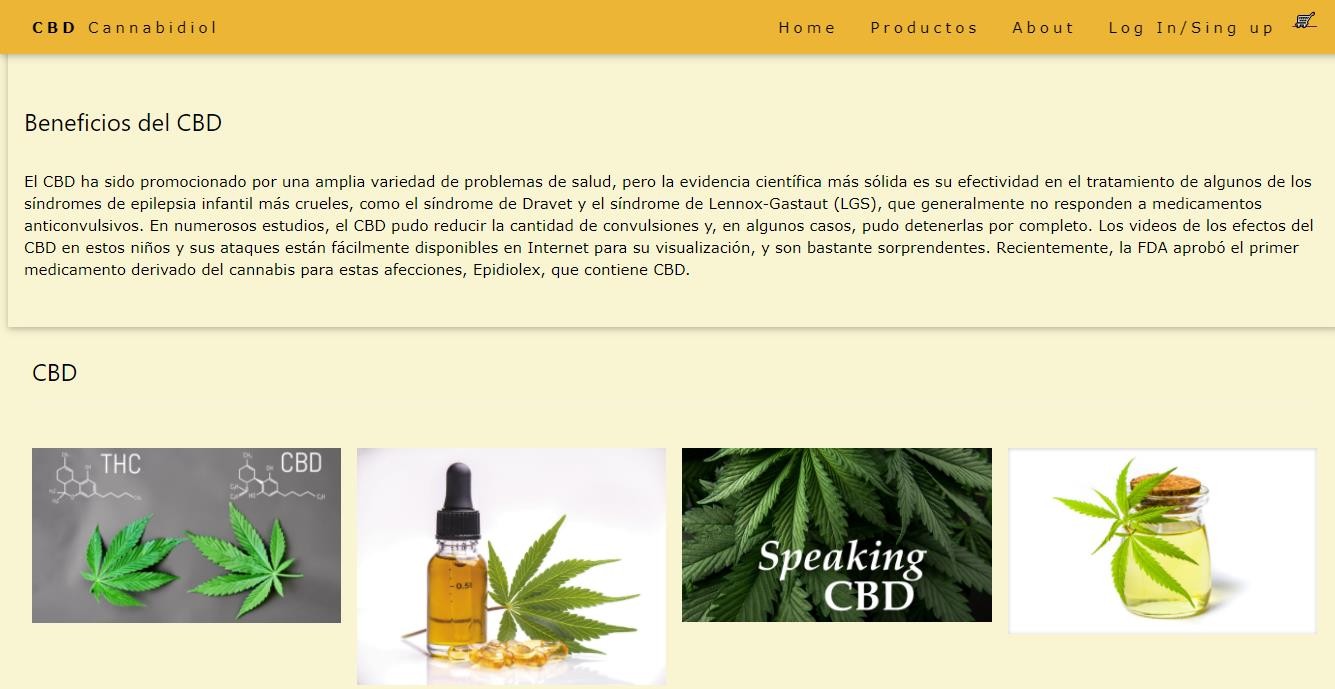 CBD Cannabidiol Home Productos About Log In/Sing up
Beneficios del CBD
El CBD ha sido promocionado por una amplia variedad de problemas de salud, pero la evidencia científica más sólida es su efectividad en el tratamiento de algunos de los
síndromes de epilepsia infantil más crueles, como el síndrome de Dravet y el síndrome de Lennox-Gastaut (LGS), que generalmente no responden a medicamentos
anticonvulsivos. En numerosos estudios, el CBD pudo reducir la cantidad de convulsiones y, en algunos casos, pudo detenerlas por completo. Los videos de los efectos del
CBD en estos niños y sus ataques están fácilmente disponibles en Internet para su visualización, y son bastante sorprendentes. Recientemente, la FDA aprobó el primer
medicamento derivado del cannabis para estas afecciones, Epidiolex, que contiene CBD.
CBD
THC
CBD
Speaking
CBD